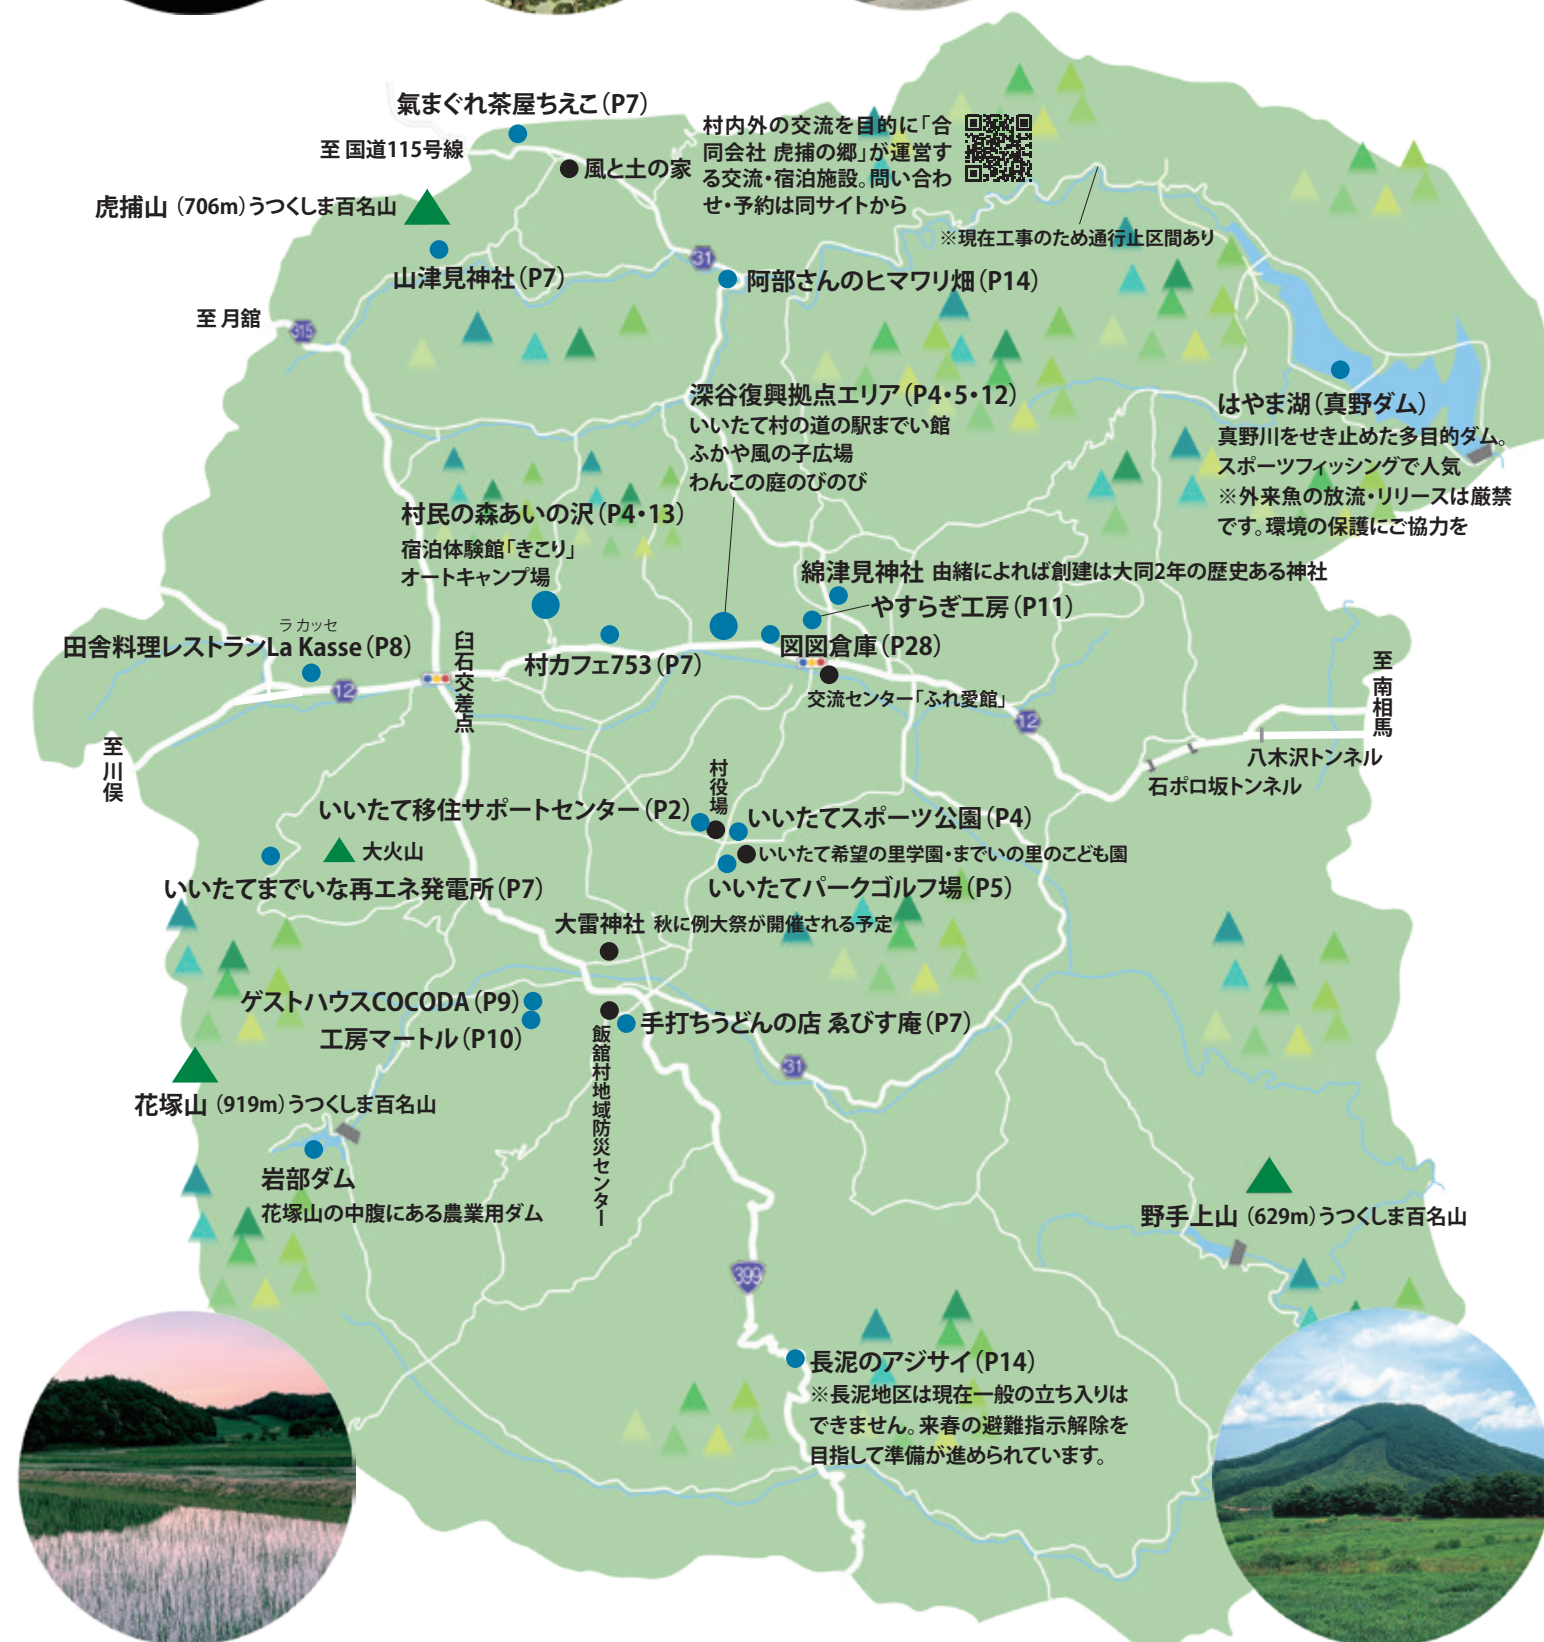 氣まぐれ茶屋ちえこ(P7)
至 国道115号線
風と土の家
村内外の交流を目的に「合
同会社 虎捕の郷」が運営す
る交流・宿泊施設。問い合わ
せ・予約は同サイトから
虎捕山 (706m)うつくしま百名山
※現在工事のため通行止区間あり
山津見神社(P7)
31
阿部さんのヒマワリ畑(P14)
至 月舘
315
深谷復興拠点エリア(P4・5・12)
いいたて村の道の駅までい館
ふかや風の子広場
わんこの庭のびのび
はやま湖(真野ダム)
真野川をせき止めた多目的ダム。
スポーツフィッシングで人気
※外来魚の放流・リリースは厳禁
です。環境の保護にご協力を
村民の森あいの沢(P4・13)
宿泊体験館「きこり」
オートキャンプ場
綿津見神社 由緒によれば創建は大同2年の歴史ある神社
やすらぎ工房(P11)
ラ カッセ
田舎料理レストランLa Kasse(P8)
臼石交差点
村カフェ753(P7)
図図倉庫(P28)
交流センター「ふれ愛館」
12
12
至 南相馬
至 川俣
八木沢トンネル
石ポロ坂トンネル
村役場
いいたて移住サポートセンター(P2)
いいたてスポーツ公園(P4)
大火山
いいたて希望の里学園・までいの里のこども園
いいたてまでいな再エネ発電所(P7)
いいたてパークゴルフ場(P5)
大雷神社 秋に例大祭が開催される予定
ゲストハウスCOCODA(P9)
工房マートル(P10)
手打ちうどんの店 ゑびす庵(P7)
飯舘村地域防災センター
31
花塚山 (919m)うつくしま百名山
岩部ダム
花塚山の中腹にある農業用ダム
野手上山 (629m)うつくしま百名山
399
長泥のアジサイ(P14)
※長泥地区は現在一般の立ち入りは
できません。来春の避難指示解除を
目指して準備が進められています。